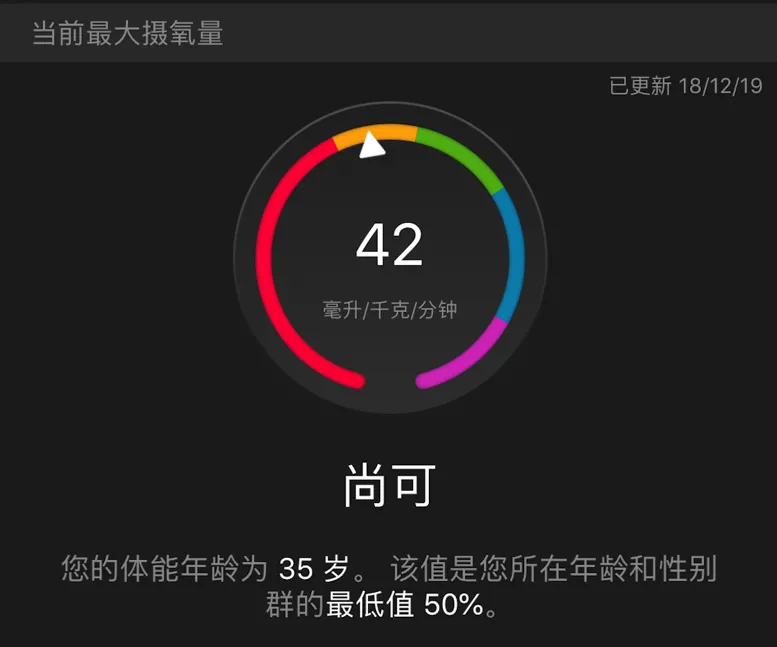 当前最大摄氧量
已更新 18/12/19
42
毫升/千克/分钟
尚可
您的体能年龄为 35 岁。 该值是您所在年龄和性别
群的最低值 50%。